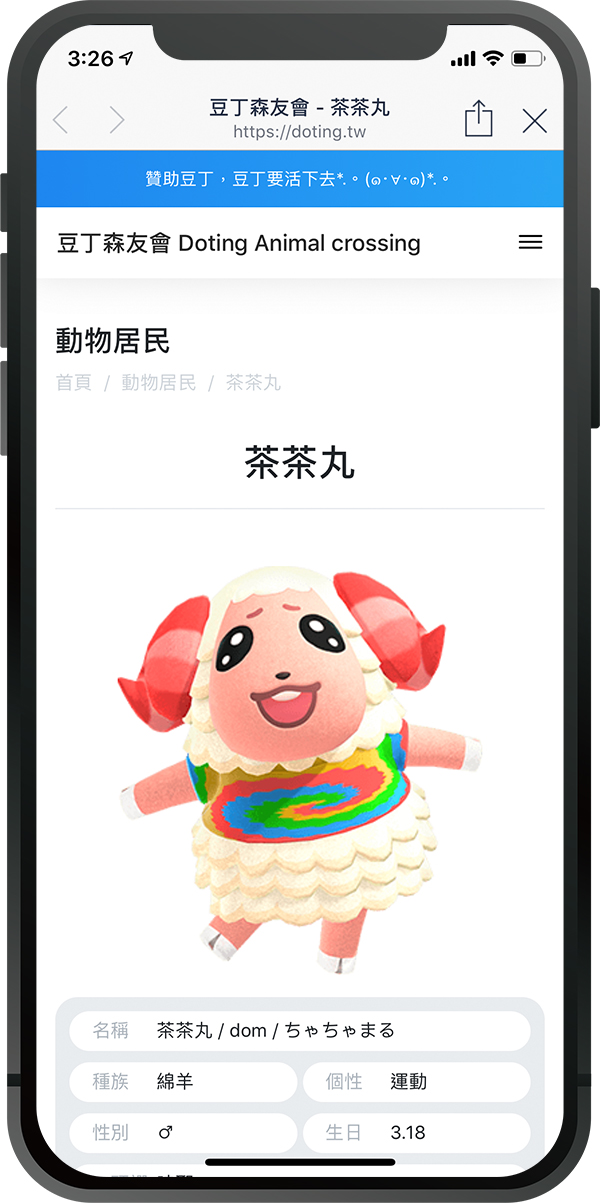 3:26
豆丁森友會 - 茶茶丸
https://doting.tw
贊助豆丁，豆丁要活下去*.｡(๑･∀･๑)*.｡
豆丁森友會 Doting Animal crossing
動物居民
首頁 / 動物居民 / 茶茶丸
茶茶丸
名稱 茶茶丸 / dom / ちゃちゃまる
種族 綿羊 個性 運動
性別 ♂ 生日 3.18